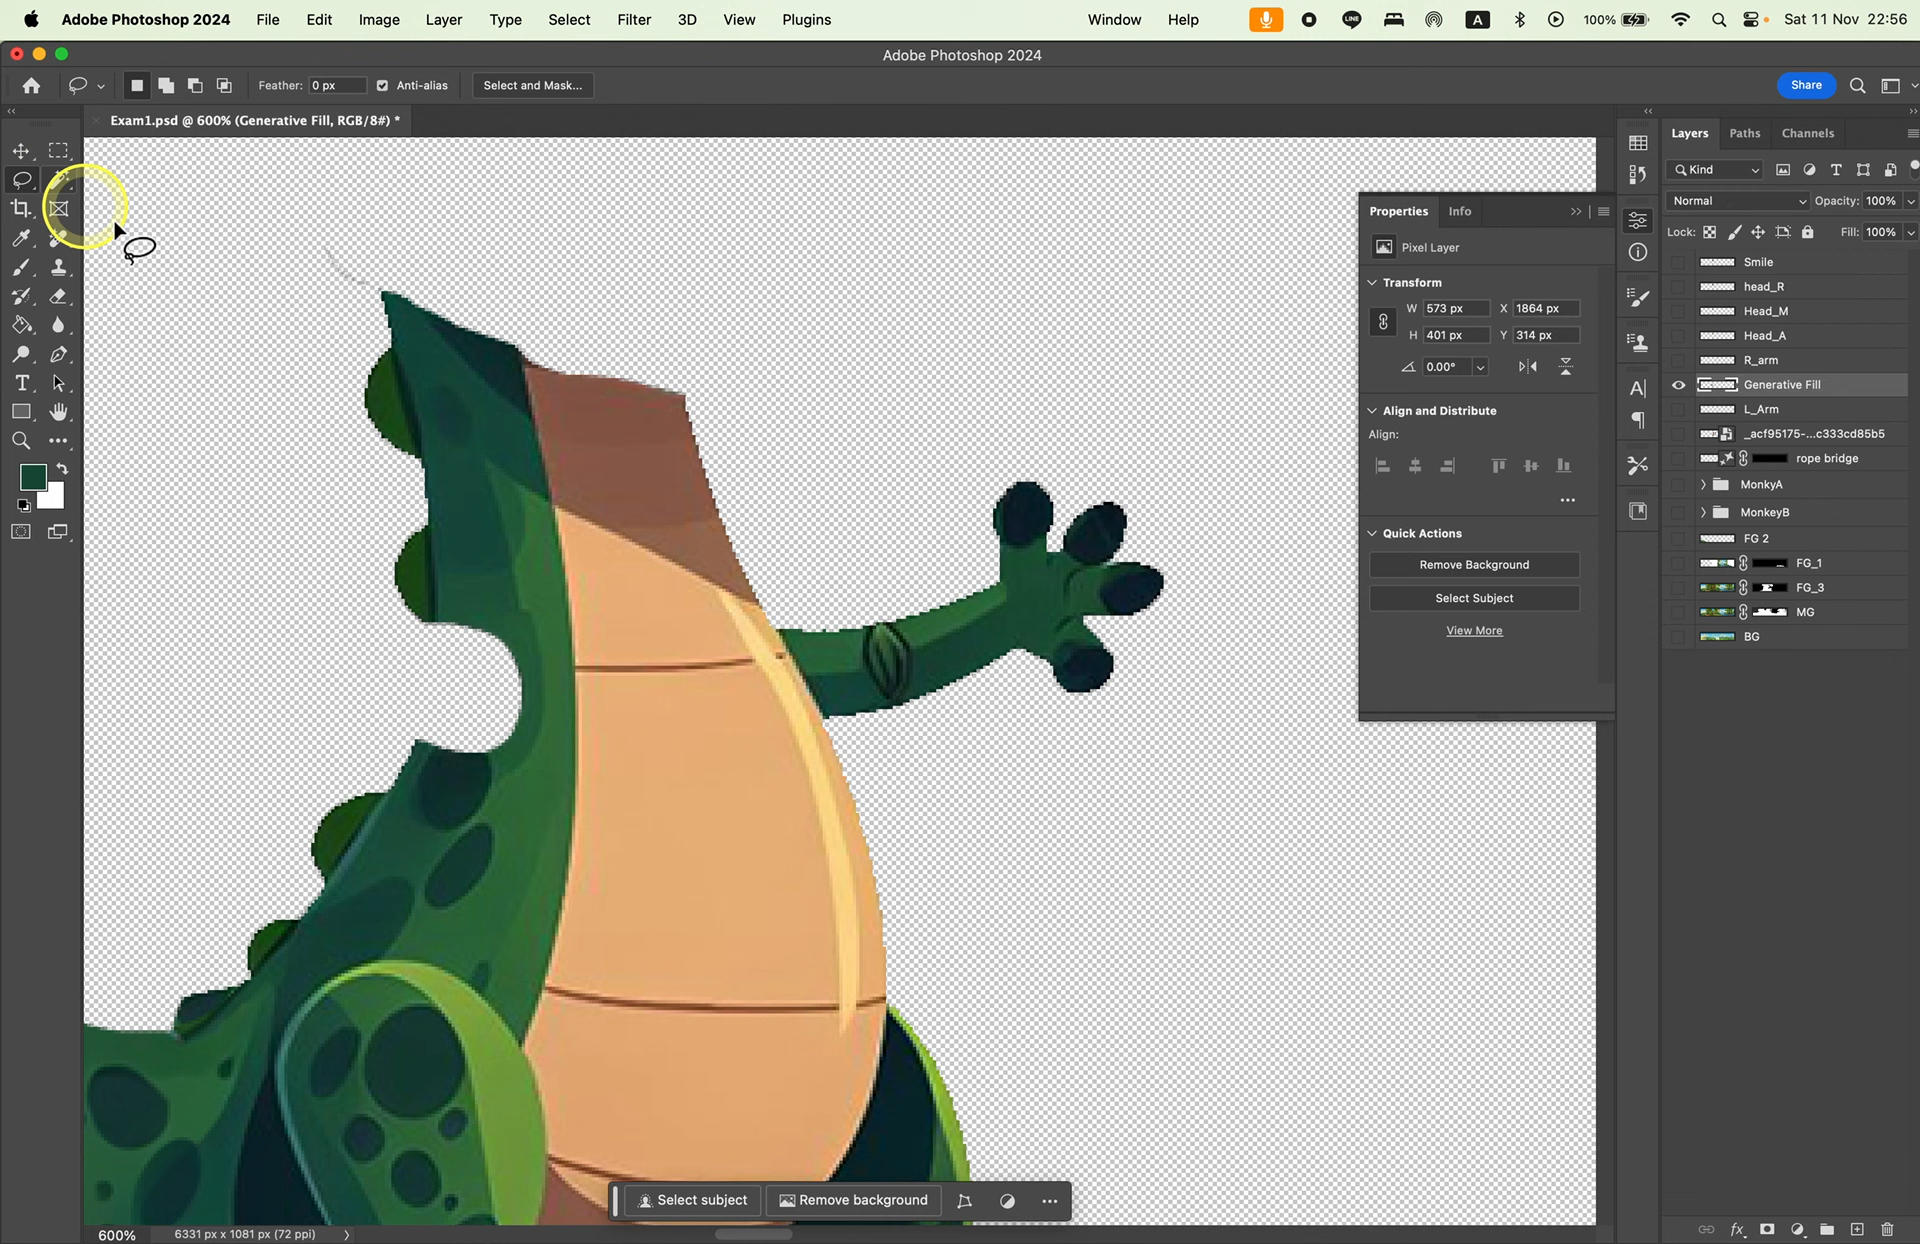 Adobe Photoshop 2024 File Edit Image Layer Type Select Filter 3D View Plugins Window Help A 100% Sat 11 Nov 22:56
Adobe Photoshop 2024
Feather: 0 px Anti-alias Select and Mask... Share
Exam1.psd @ 600% (Generative Fill, RGB/8#) *
Layers Paths Channels
Kind
Normal Opacity: 100%
Lock: Fill: 100%
Properties Info
Pixel Layer
Transform
W 573 px X 1864 px
H 401 px Y 314 px
0.00°
Align and Distribute
Align:
Quick Actions
Remove Background
Select Subject
View More
Smile
head_R
Head_M
Head_A
R_arm
Generative Fill
L_Arm
_acf95175-...c333cd85b5
rope bridge
MonkyA
MonkeyB
FG 2
FG_1
FG_3
MG
BG
Select subject Remove background
600% 6331 px x 1081 px (72 ppi)
fx